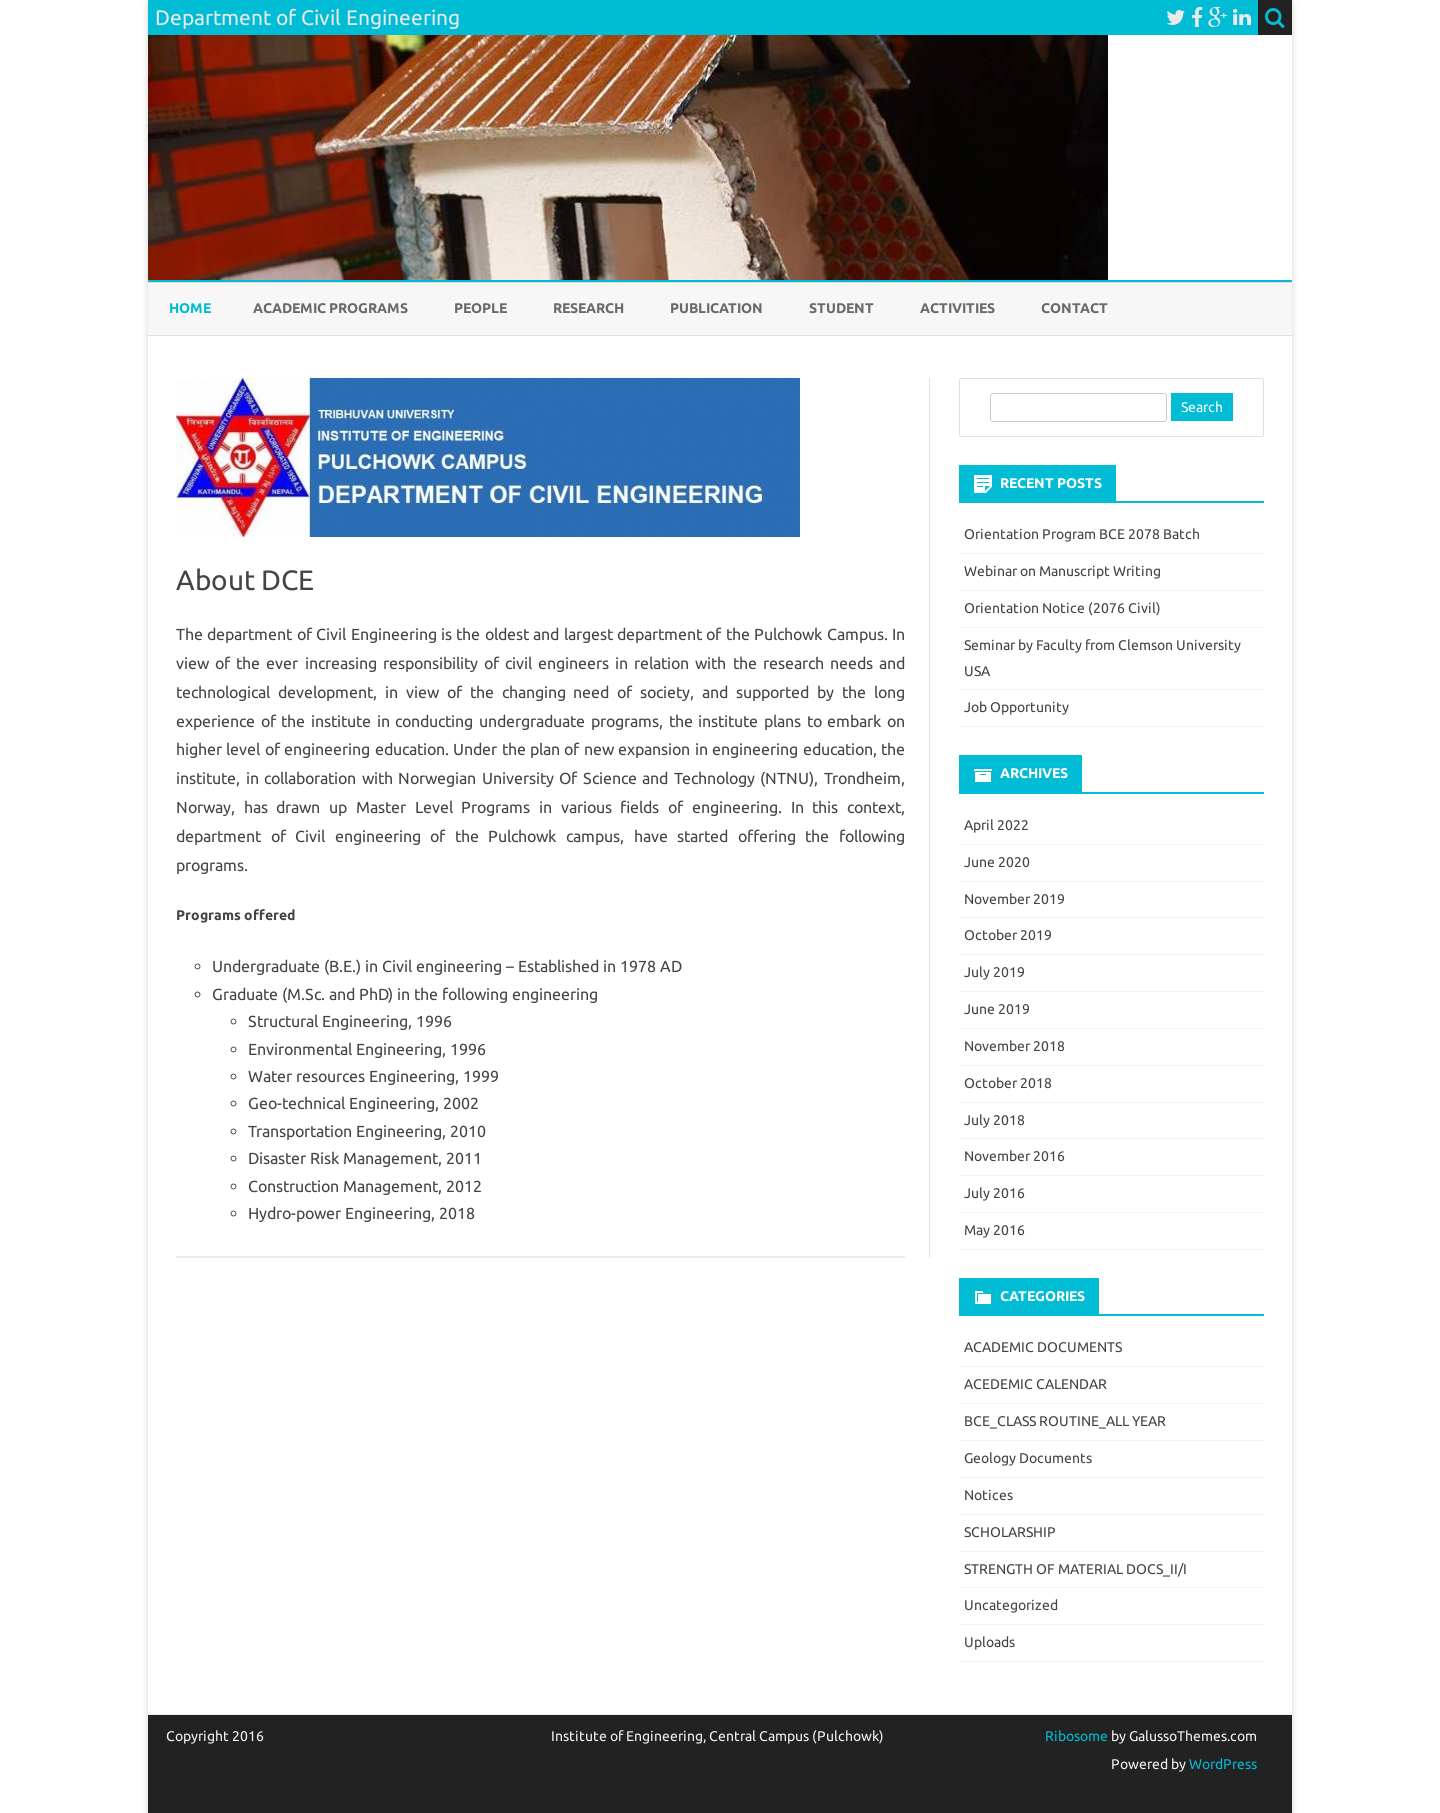 Department of Civil Engineering
HOME ACADEMIC PROGRAMS PEOPLE RESEARCH PUBLICATION STUDENT ACTIVITIES CONTACT
TRIBHUVAN UNIVERSITY
INSTITUTE OF ENGINEERING
PULCHOWK CAMPUS
DEPARTMENT OF CIVIL ENGINEERING
त्रिभुवन विश्वविद्यालय
KATHMANDU, NEPAL
About DCE
The department of Civil Engineering is the oldest and largest department of the Pulchowk Campus. In
view of the ever increasing responsibility of civil engineers in relation with the research needs and
technological development, in view of the changing need of society, and supported by the long
experience of the institute in conducting undergraduate programs, the institute plans to embark on
higher level of engineering education. Under the plan of new expansion in engineering education, the
institute, in collaboration with Norwegian University Of Science and Technology (NTNU), Trondheim,
Norway, has drawn up Master Level Programs in various fields of engineering. In this context,
department of Civil engineering of the Pulchowk campus, have started offering the following
programs.
Programs offered
Undergraduate (B.E.) in Civil engineering – Established in 1978 AD
Graduate (M.Sc. and PhD) in the following engineering
Structural Engineering, 1996
Environmental Engineering, 1996
Water resources Engineering, 1999
Geo-technical Engineering, 2002
Transportation Engineering, 2010
Disaster Risk Management, 2011
Construction Management, 2012
Hydro-power Engineering, 2018
Search
RECENT POSTS
Orientation Program BCE 2078 Batch
Webinar on Manuscript Writing
Orientation Notice (2076 Civil)
Seminar by Faculty from Clemson University
USA
Job Opportunity
ARCHIVES
April 2022
June 2020
November 2019
October 2019
July 2019
June 2019
November 2018
October 2018
July 2018
November 2016
July 2016
May 2016
CATEGORIES
ACADEMIC DOCUMENTS
ACEDEMIC CALENDAR
BCE_CLASS ROUTINE_ALL YEAR
Geology Documents
Notices
SCHOLARSHIP
STRENGTH OF MATERIAL DOCS_II/I
Uncategorized
Uploads
Copyright 2016
Institute of Engineering, Central Campus (Pulchowk)
Ribosome by GalussoThemes.com
Powered by WordPress